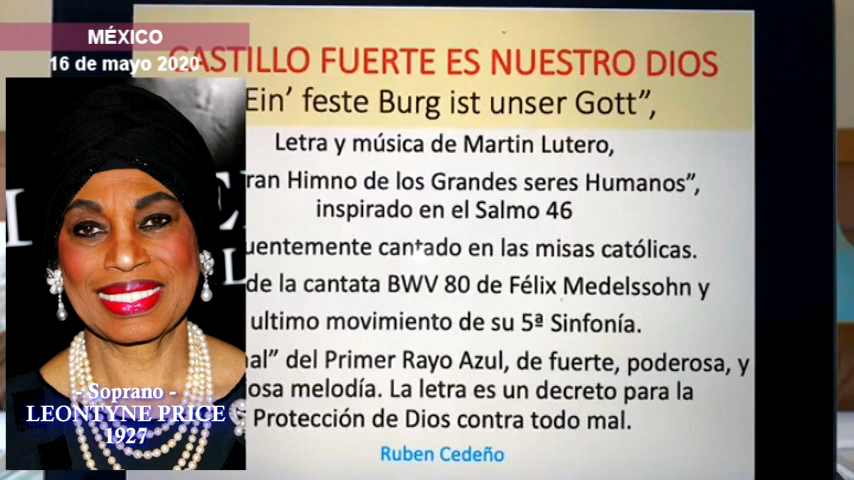 MÉXICO
16 de mayo 2020
CASTILLO FUERTE ES NUESTRO DIOS
Ein’ feste Burg ist unser Gott”,
Letra y música de Martin Lutero,
ran Himno de los Grandes seres Humanos”,
inspirado en el Salmo 46
uentemente cantado en las misas católicas.
de la cantata BWV 80 de Félix Medelssohn y
ultimo movimiento de su 5ª Sinfonía.
al” del Primer Rayo Azul, de fuerte, poderosa, y
osa melodía. La letra es un decreto para la
Protección de Dios contra todo mal.
Ruben Cedeño
- Soprano -
LEONTYNE PRICE
1927